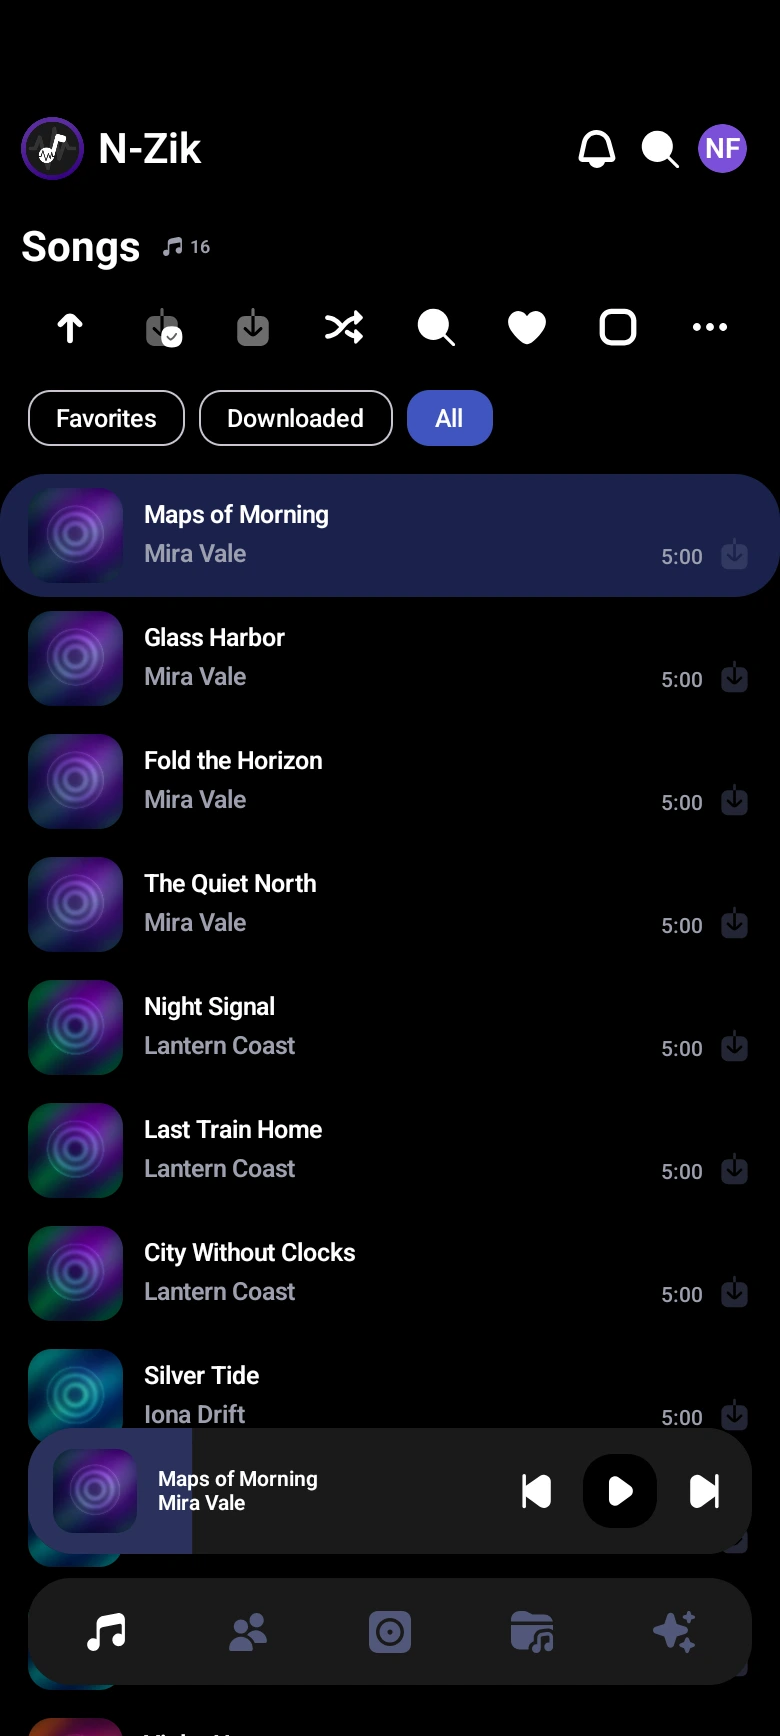 N-Zik
NF
Songs
16
Favorites
Downloaded
All
Maps of Morning
Mira Vale
5:00
Glass Harbor
Mira Vale
5:00
Fold the Horizon
Mira Vale
5:00
The Quiet North
Mira Vale
5:00
Night Signal
Lantern Coast
5:00
Last Train Home
Lantern Coast
5:00
City Without Clocks
Lantern Coast
5:00
Silver Tide
Iona Drift
5:00
Maps of Morning
Mira Vale